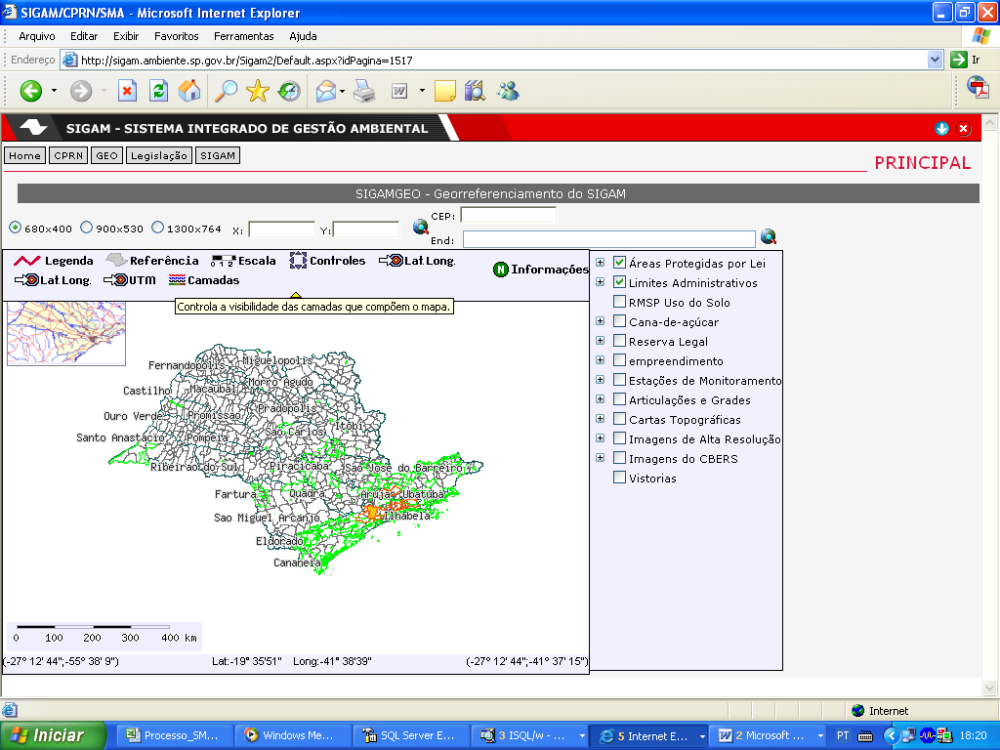 SIGAM/CPRN/SMA - Microsoft Internet Explorer
Arquivo Editar Exibir Favoritos Ferramentas Ajuda
Endereço http://sigam.ambiente.sp.gov.br/Sigam2/Default.aspx?idPagina=1517 Ir
SIGAM - SISTEMA INTEGRADO DE GESTÃO AMBIENTAL
Home CPRN GEO Legislação SIGAM
PRINCIPAL
SIGAMGEO - Georreferenciamento do SIGAM
680x400 900x530 1300x764 X: Y: CEP:
End:
Legenda Referência Escala Controles Lat.Long. Informações
Lat.Long. UTM Camadas
Controla a visibilidade das camadas que compõem o mapa.
Áreas Protegidas por Lei
Limites Administrativos
RMSP Uso do Solo
Cana-de-açúcar
Reserva Legal
empreendimento
Estações de Monitoramento
Articulações e Grades
Cartas Topográficas
Imagens de Alta Resolução
Imagens do CBERS
Vistorias
Fernandopolis Miguelopolis
Castilho Macaubal Morro Agudo
Ouro Verde Promissao Pradopolis
Santo Anastacio Pompeia Sao Carlos Itobi
Ribeirao do Sul Piracicaba Sao Jose do Barreiro
Fartura Quadra Aruja Ubatuba
Sao Miguel Arcanjo Ilhabela
Eldorado
Cananeia
0 100 200 300 400 km
(-27° 12' 44";-55° 38' 9") Lat:-19° 35'51" Long:-41° 38'39" (-27° 12' 44";-41° 37' 15")
Internet
Iniciar Processo_SM... Windows Me... SQL Server E... 3 ISQL/w - ... 5 Internet E... 2 Microsoft ... PT 18:20